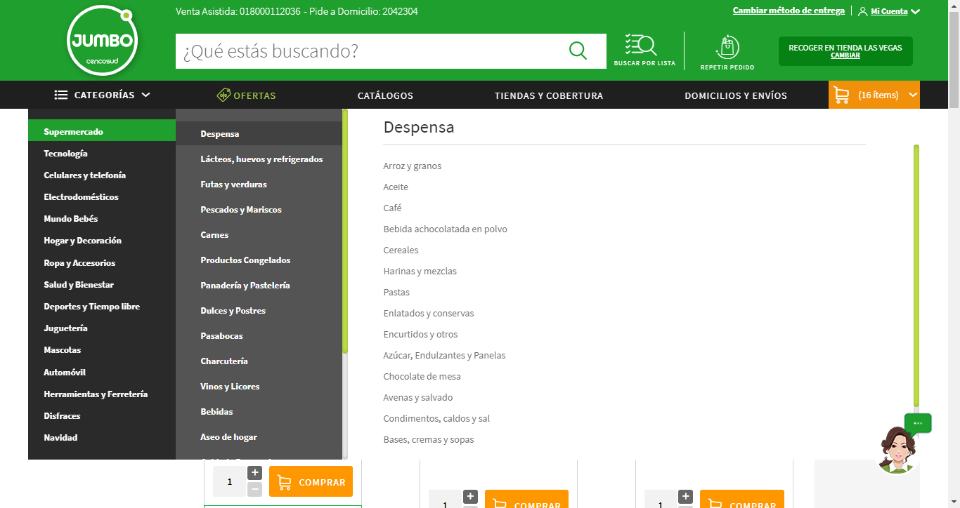 Venta Asistida: 018000112036 - Pide a Domicilio: 2042304
Cambiar método de entrega
Mi Cuenta
JUMBO
cencosud
¿Qué estás buscando?
BUSCAR POR LISTA
REPETIR PEDIDO
RECOGER EN TIENDA LAS VEGAS
CAMBIAR
CATEGORÍAS
OFERTAS
CATÁLOGOS
TIENDAS Y COBERTURA
DOMICILIOS Y ENVÍOS
(16 ítems)
Supermercado
Tecnología
Celulares y telefonía
Electrodomésticos
Mundo Bebés
Hogar y Decoración
Ropa y Accesorios
Salud y Bienestar
Deportes y Tiempo libre
Juguetería
Mascotas
Automóvil
Herramientas y Ferretería
Disfraces
Navidad
Despensa
Lácteos, huevos y refrigerados
Futas y verduras
Pescados y Mariscos
Carnes
Productos Congelados
Panadería y Pastelería
Dulces y Postres
Pasabocas
Charcutería
Vinos y Licores
Bebidas
Aseo de hogar
Despensa
Arroz y granos
Aceite
Café
Bebida achocolatada en polvo
Cereales
Harinas y mezclas
Pastas
Enlatados y conservas
Encurtidos y otros
Azúcar, Endulzantes y Panelas
Chocolate de mesa
Avenas y salvado
Condimentos, caldos y sal
Bases, cremas y sopas
1 + - COMPRAR
1 + COMPRAR
1 + COMPRAR